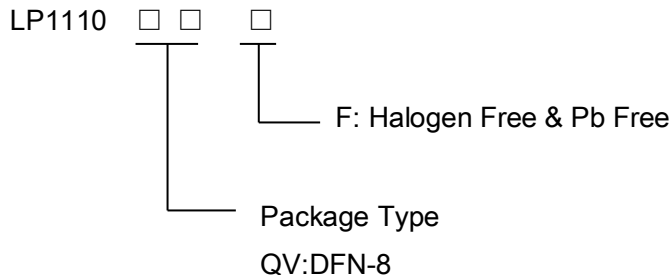 LP1110 □ □ □
F: Halogen Free & Pb Free
Package Type
QV:DFN-8